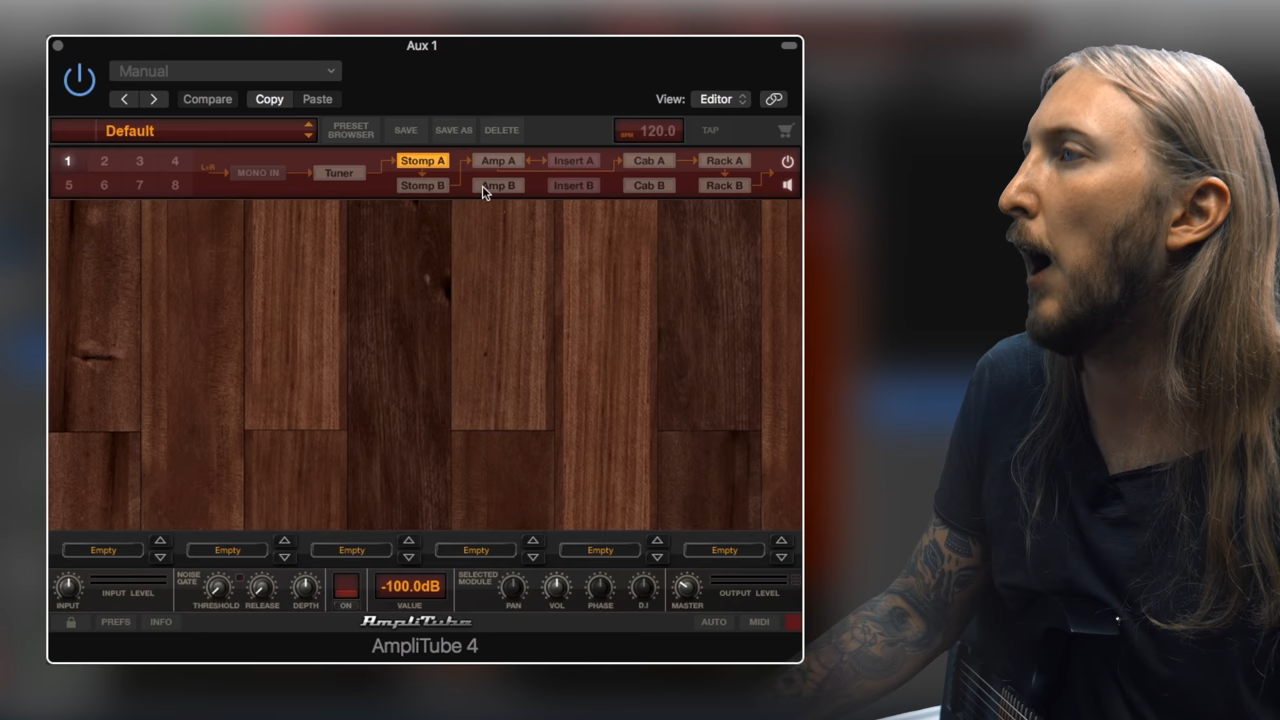 Aux 1
Manual
Compare Copy Paste View: Editor
Default PRESET BROWSER SAVE SAVE AS DELETE BPM 120.0 TAP
1 2 3 4 Stomp A Amp A Insert A Cab A Rack A
L+R MONO IN Tuner
5 6 7 8 Stomp B Amp B Insert B Cab B Rack B
Empty Empty Empty Empty Empty Empty
INPUT INPUT LEVEL NOISE GATE THRESHOLD RELEASE DEPTH ON -100.0dB VALUE SELECTED MODULE PAN VOL PHASE D.I MASTER OUTPUT LEVEL
PREFS INFO AmpliTube AUTO MIDI
AmpliTube 4